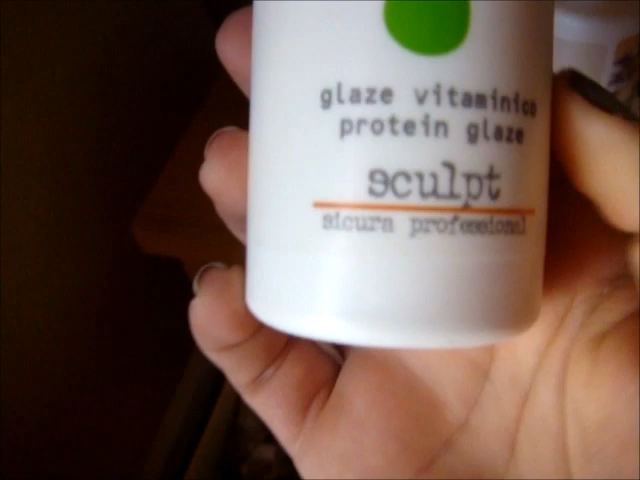 glaze vitaminico
protein glaze
sculpt
sicura professional